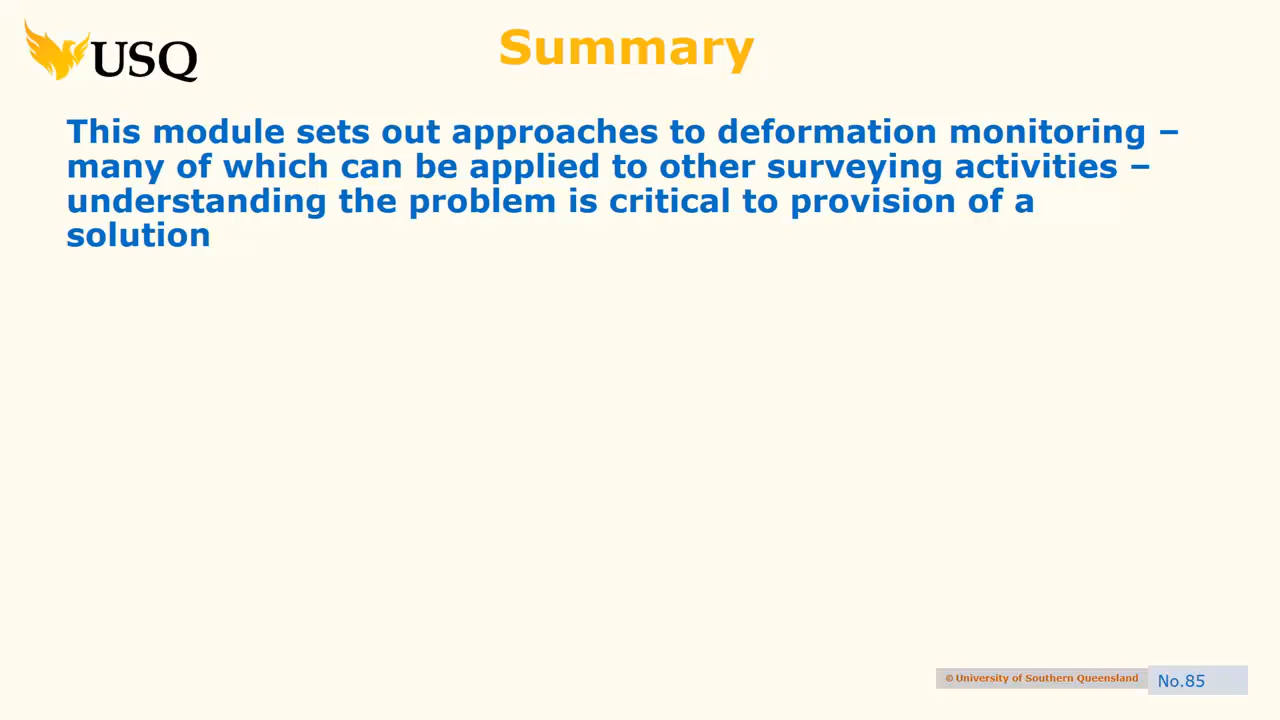 USQ
Summary
This module sets out approaches to deformation monitoring –
many of which can be applied to other surveying activities –
understanding the problem is critical to provision of a
solution
© University of Southern Queensland
No.85